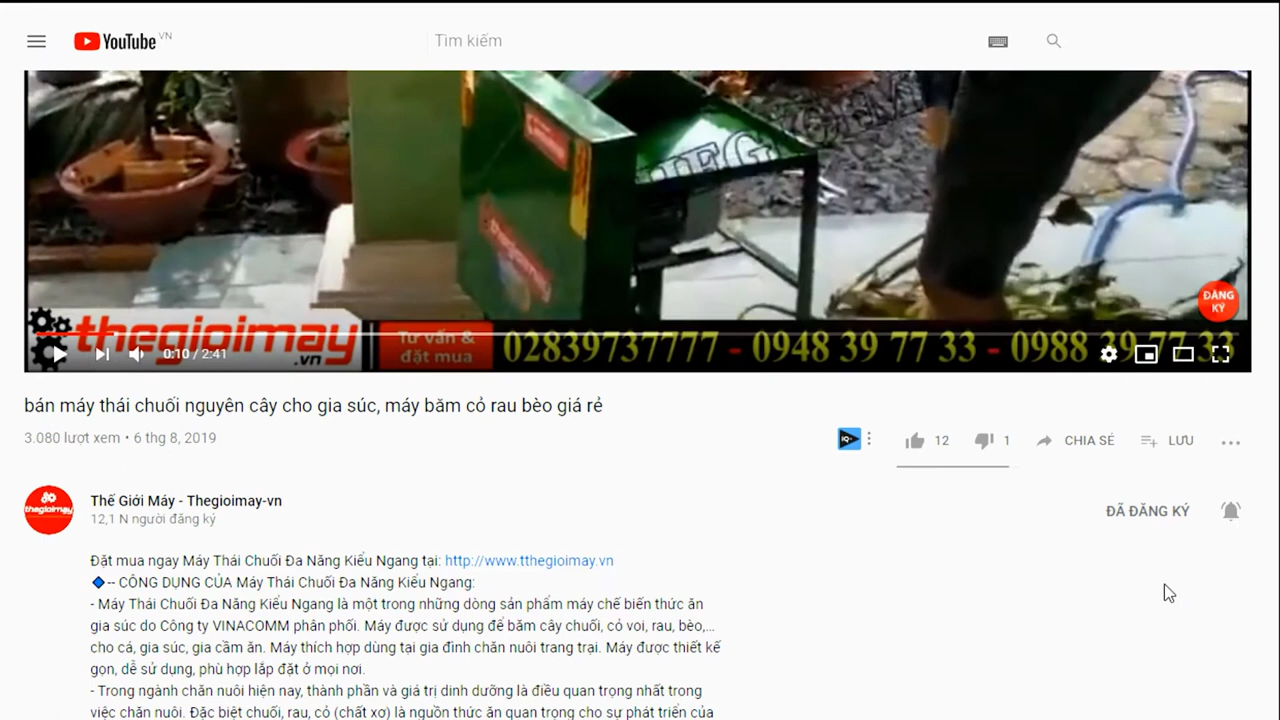 YouTube VN
Tìm kiếm
ĐĂNG
KÝ
thegioimay
.vn
Tư vấn &
đặt mua
02839737777 - 0948 39 77 33 - 0988 39 77 33
0:10 / 2:41
bán máy thái chuối nguyên cây cho gia súc, máy băm cỏ rau bèo giá rẻ
3.080 lượt xem • 6 thg 8, 2019
IQ
12
1
CHIA SẺ
LƯU
thegioimay
Thế Giới Máy - Thegioimay-vn
12,1 N người đăng ký
ĐÃ ĐĂNG KÝ
Đặt mua ngay Máy Thái Chuối Đa Năng Kiểu Ngang tại: http://www.tthegioimay.vn
-- CÔNG DỤNG CỦA Máy Thái Chuối Đa Năng Kiểu Ngang:
- Máy Thái Chuối Đa Năng Kiểu Ngang là một trong những dòng sản phẩm máy chế biến thức ăn
gia súc do Công ty VINACOMM phân phối. Máy được sử dụng để băm cây chuối, cỏ voi, rau, bèo,...
cho cá, gia súc, gia cầm ăn. Máy thích hợp dùng tại gia đình chăn nuôi trang trại. Máy được thiết kế
gọn, dễ sử dụng, phù hợp lắp đặt ở mọi nơi.
- Trong ngành chăn nuôi hiện nay, thành phần và giá trị dinh dưỡng là điều quan trọng nhất trong
việc chăn nuôi. Đặc biệt chuối, rau, cỏ (chất xơ) là nguồn thức ăn quan trọng cho sự phát triển của